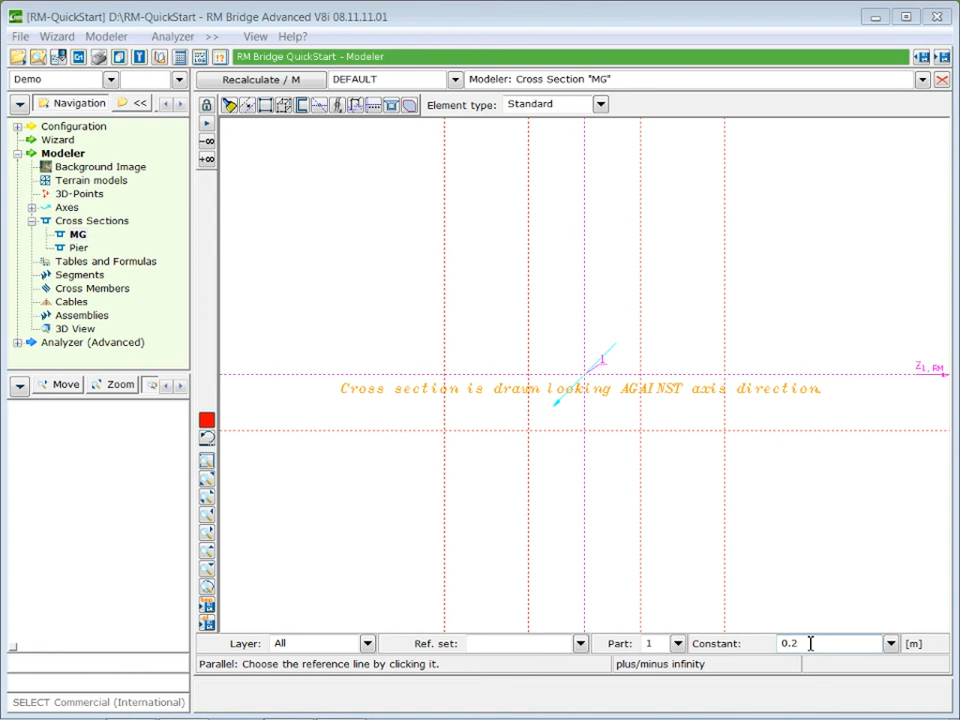 [RM-QuickStart] D:\RM-QuickStart - RM Bridge Advanced V8i 08.11.11.01
File Wizard Modeler Analyzer >> View Help?
RM Bridge QuickStart - Modeler
Demo
Recalculate / M DEFAULT Modeler: Cross Section "MG"
Navigation <<
Element type: Standard
Configuration
Wizard
Modeler
Background Image
Terrain models
3D-Points
Axes
Cross Sections
MG
Pier
Tables and Formulas
Segments
Cross Members
Cables
Assemblies
3D View
Analyzer (Advanced)
-∞
+∞
1
Z1, RM
Cross section is drawn looking AGAINST axis direction.
Move Zoom
Layer: All Ref. set: Part: 1 Constant: 0.2 [m]
Parallel: Choose the reference line by clicking it. plus/minus infinity
SELECT Commercial (International)